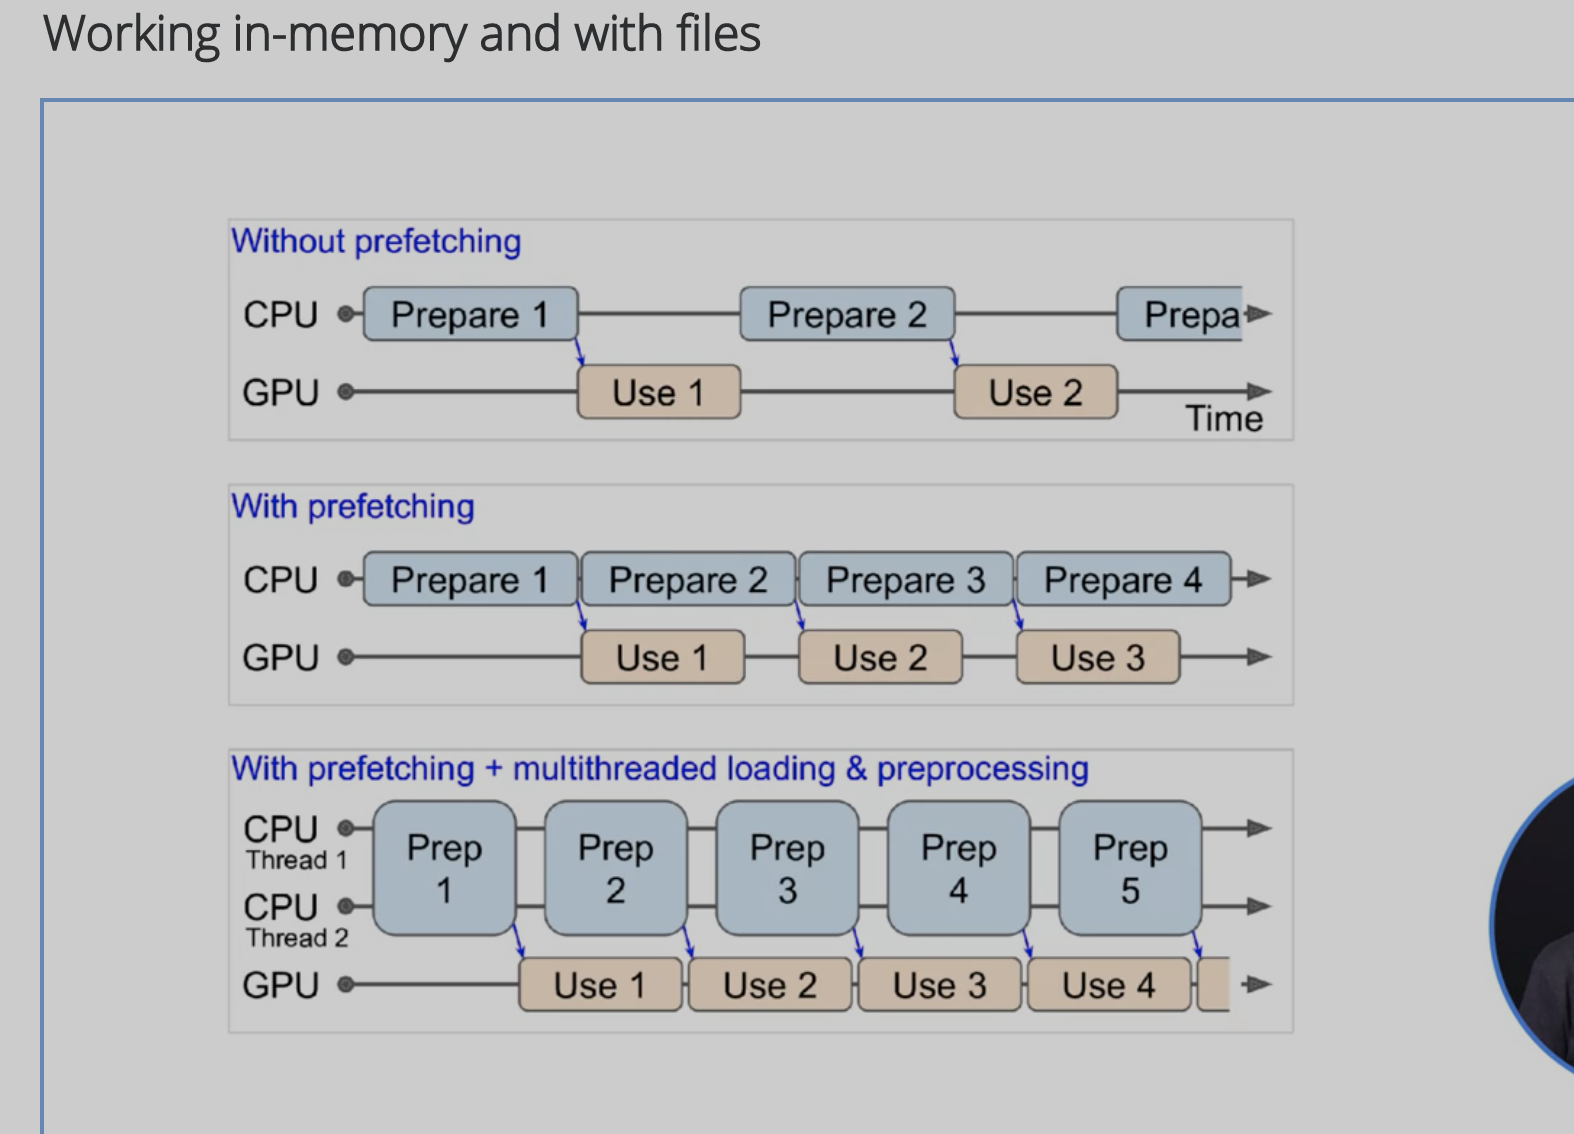 Working in-memory and with files
Without prefetching
CPU
Prepare 1
Prepare 2
Prepa
GPU
Use 1
Use 2
Time
With prefetching
CPU
Prepare 1
Prepare 2
Prepare 3
Prepare 4
GPU
Use 1
Use 2
Use 3
With prefetching + multithreaded loading & preprocessing
CPU
Thread 1
CPU
Thread 2
Prep
1
Prep
2
Prep
3
Prep
4
Prep
5
GPU
Use 1
Use 2
Use 3
Use 4